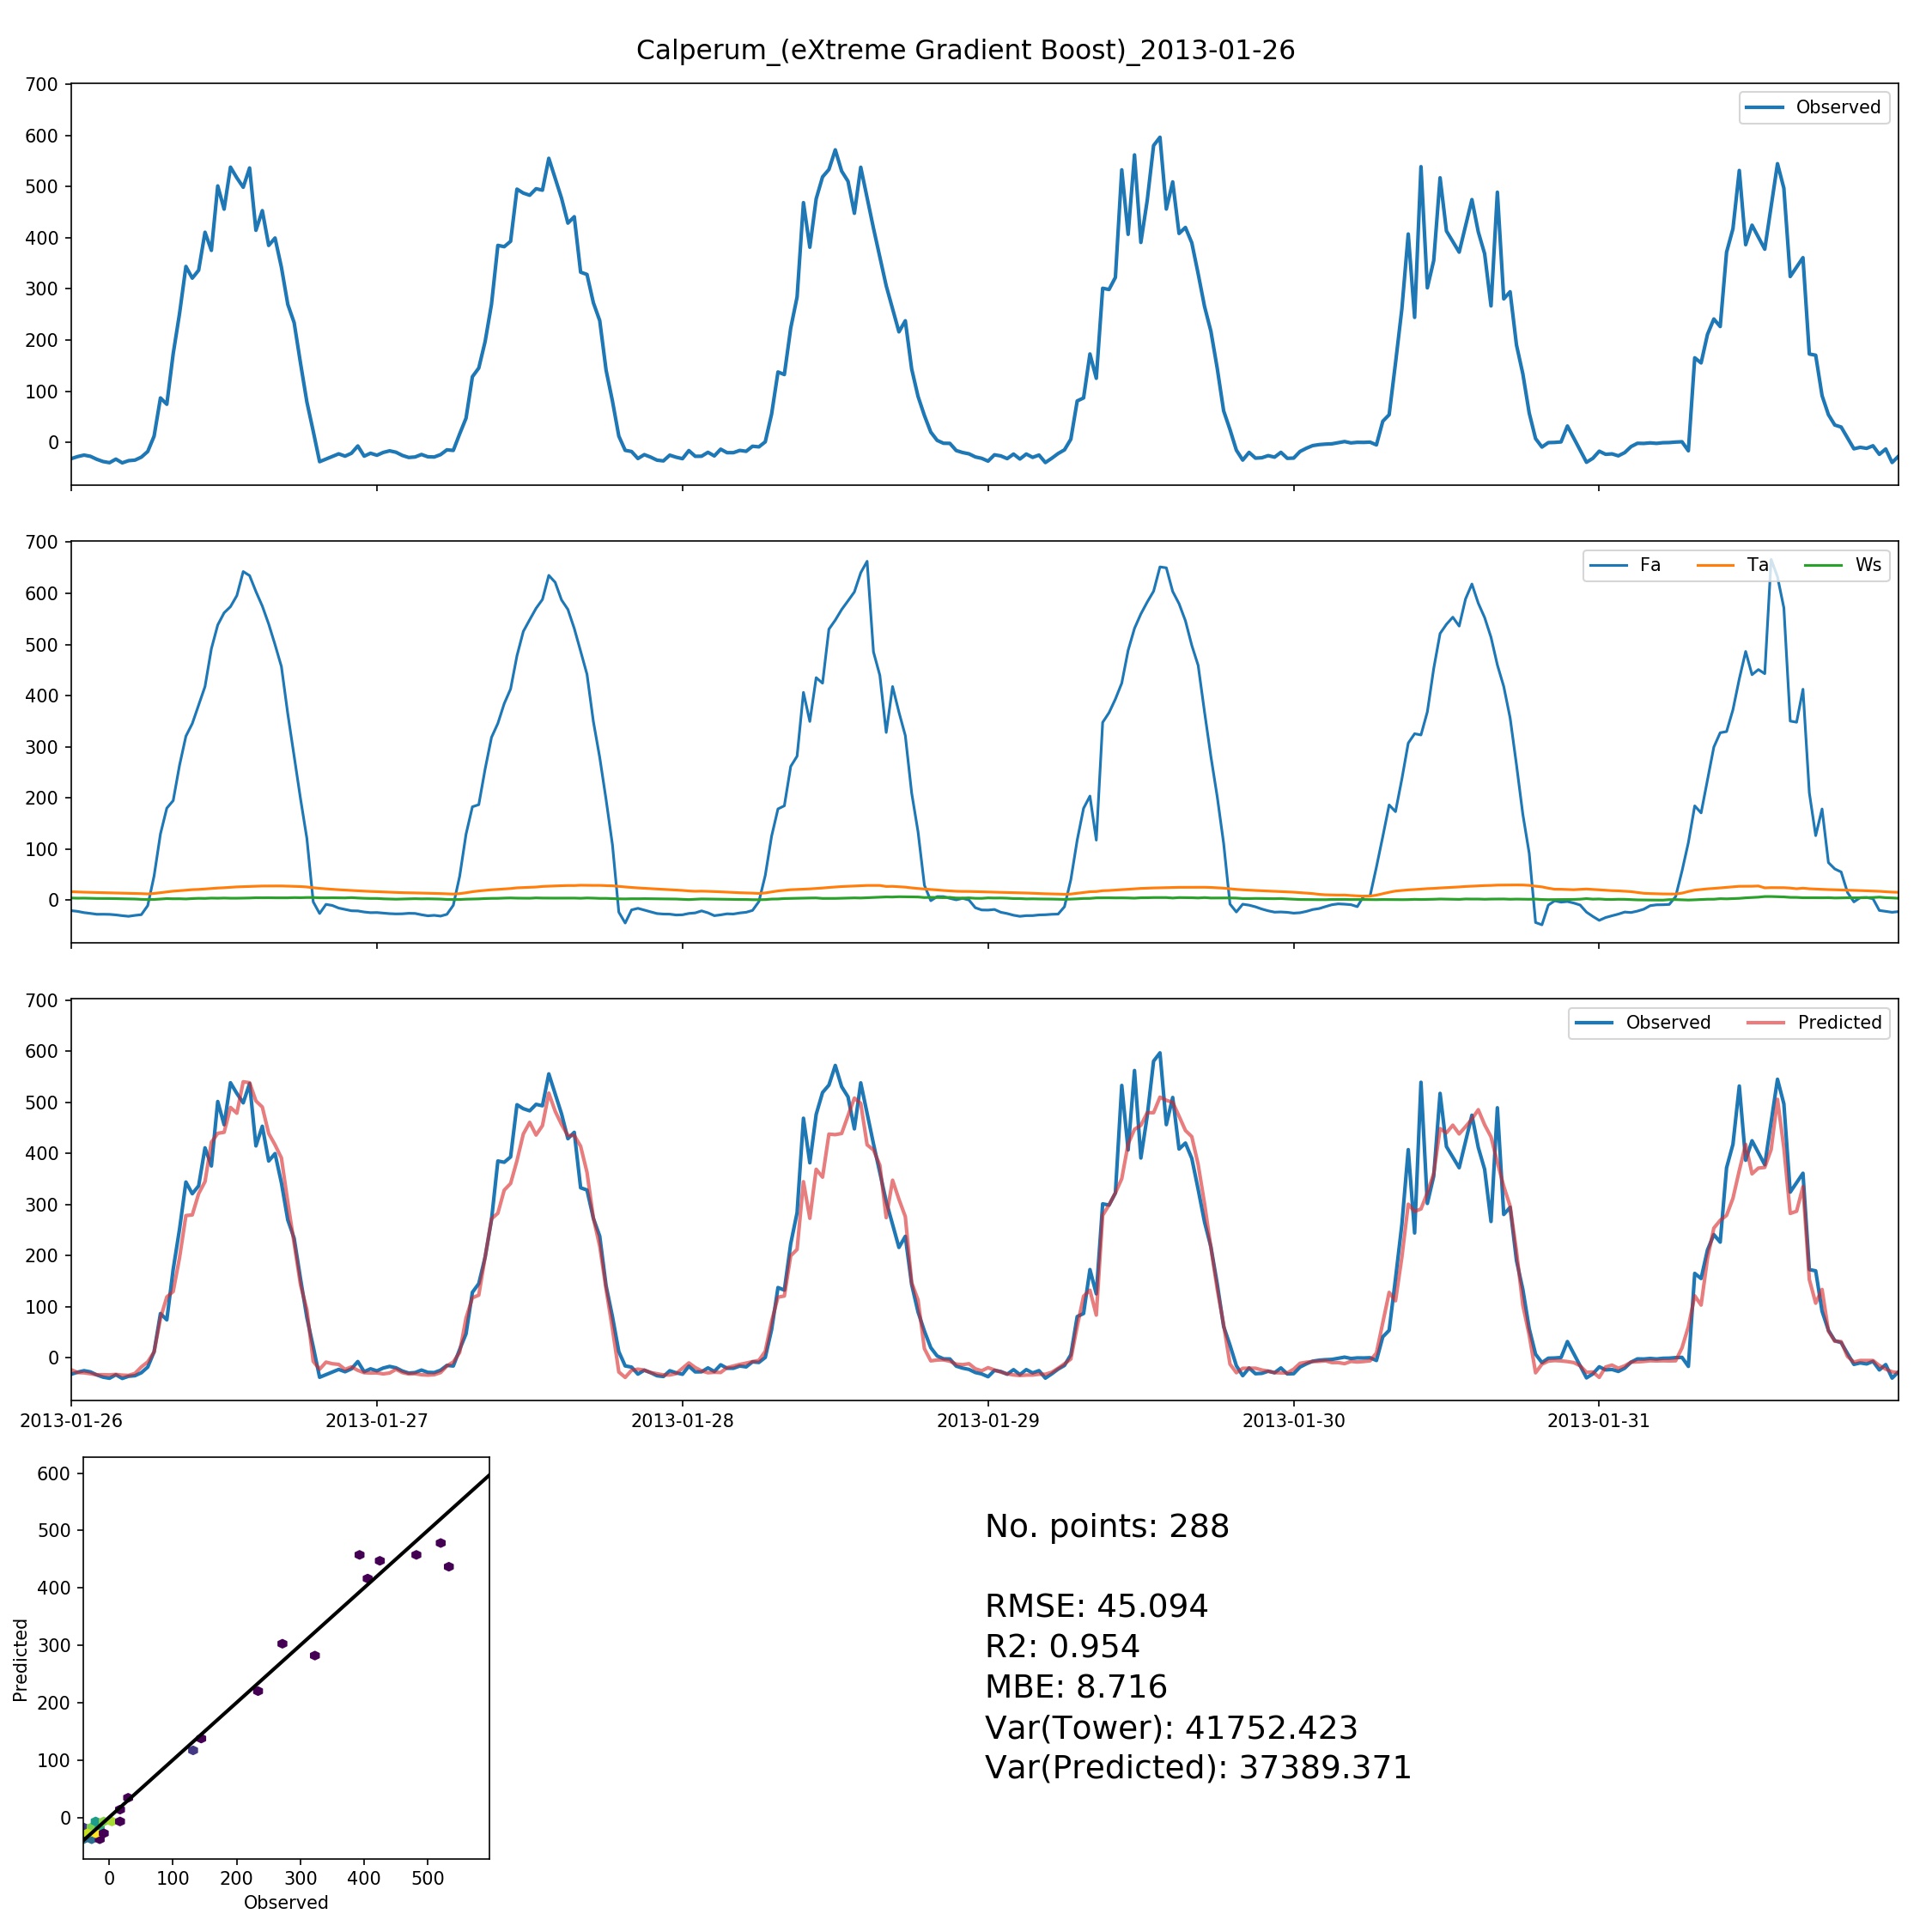 Calperum_(eXtreme Gradient Boost)_2013-01-26
700
600
500
400
300
200
100
0
Observed
700
600
500
400
300
200
100
0
Fa Ta Ws
700
600
500
400
300
200
100
0
Observed Predicted
2013-01-26 2013-01-27 2013-01-28 2013-01-29 2013-01-30 2013-01-31
600
500
400
300
200
100
0
Predicted
0 100 200 300 400 500
Observed
No. points: 288
RMSE: 45.094
R2: 0.954
MBE: 8.716
Var(Tower): 41752.423
Var(Predicted): 37389.371